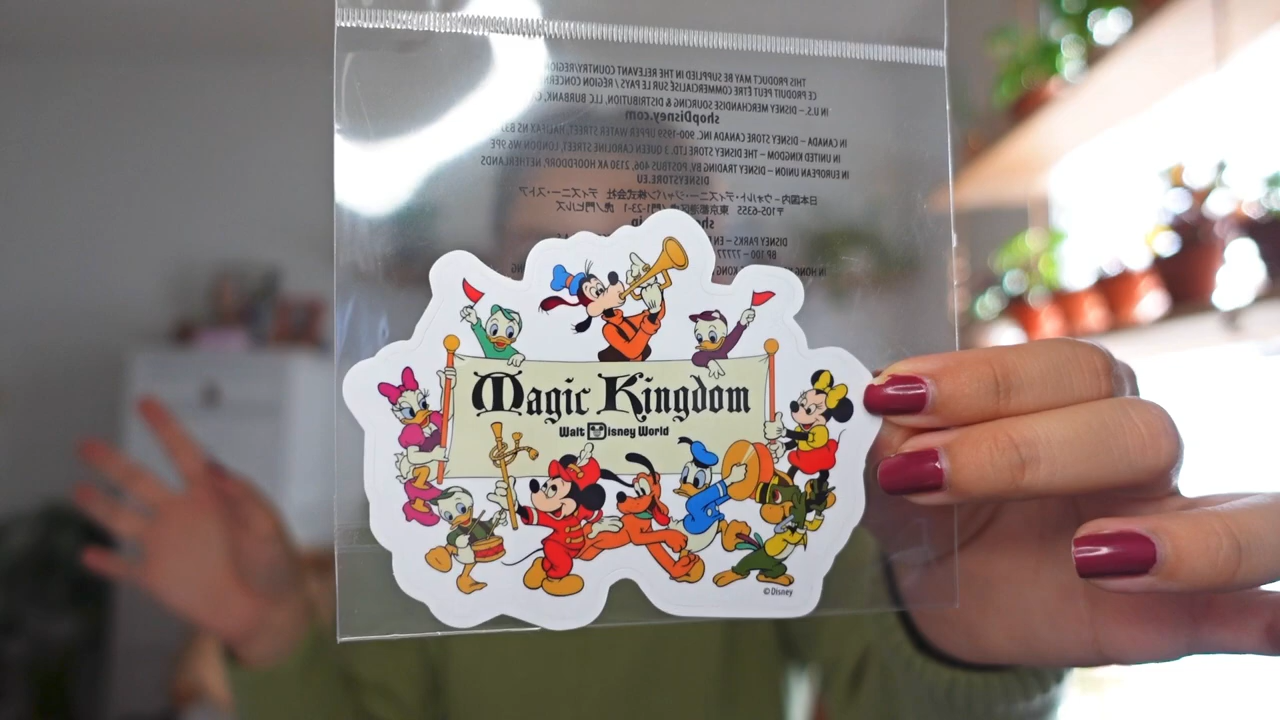 THIS PRODUCT MAY BE SUPPLIED IN THE RELEVANT COUNTRY/REGION
CE PRODUIT PEUT ÊTRE COMMERCIALISÉ SUR LE PAYS / RÉGION CONCERN
IN U.S. – DISNEY MERCHANDISE SOURCING & DISTRIBUTION, LLC, BURBANK, C
shopDisney.com
IN CANADA – DISNEY STORE CANADA INC. 900-1959 UPPER WATER STREET, HALIFAX NS B3
IN UNITED KINGDOM – THE DISNEY STORE LTD. 3 QUEEN CAROLINE STREET, LONDON W6 9PE
IN EUROPEAN UNION – DISNEY TRADING BV. POSTBUS 406, 2130 AK HOOFDDORP, NETHERLANDS
DISNEYSTORE.EU
日本国内 – ウォルト・ディズニー・ジャパン株式会社 ディズニーストア
〒105-6355 東京都港区虎ノ門1-23-1 虎ノ門ヒルズ
DISNEY PARKS – EN
BP 100 – 77777
Magic Kingdom
Walt Disney World
© Disney